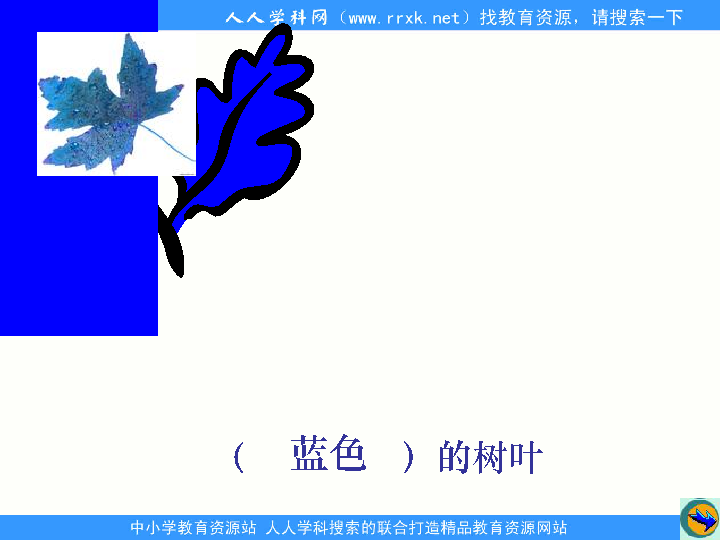 人人学科网（www.rrxk.net）找教育资源，请搜索一下
（ 蓝色 ）的树叶
中小学教育资源站 人人学科搜索的联合打造精品教育资源网站